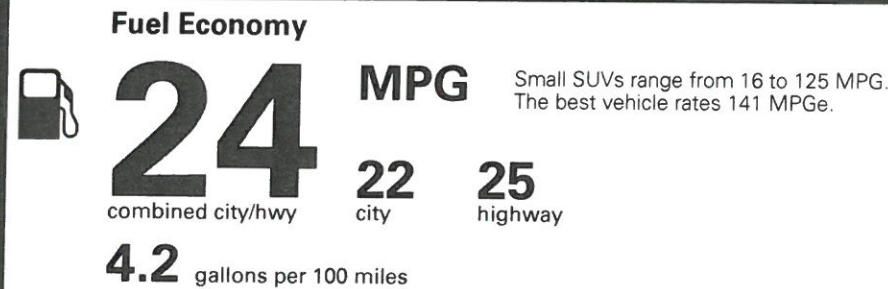 Fuel Economy
24 MPG
Small SUVs range from 16 to 125 MPG.
The best vehicle rates 141 MPGe.
combined city/hwy
22
city
25
highway
4.2 gallons per 100 miles